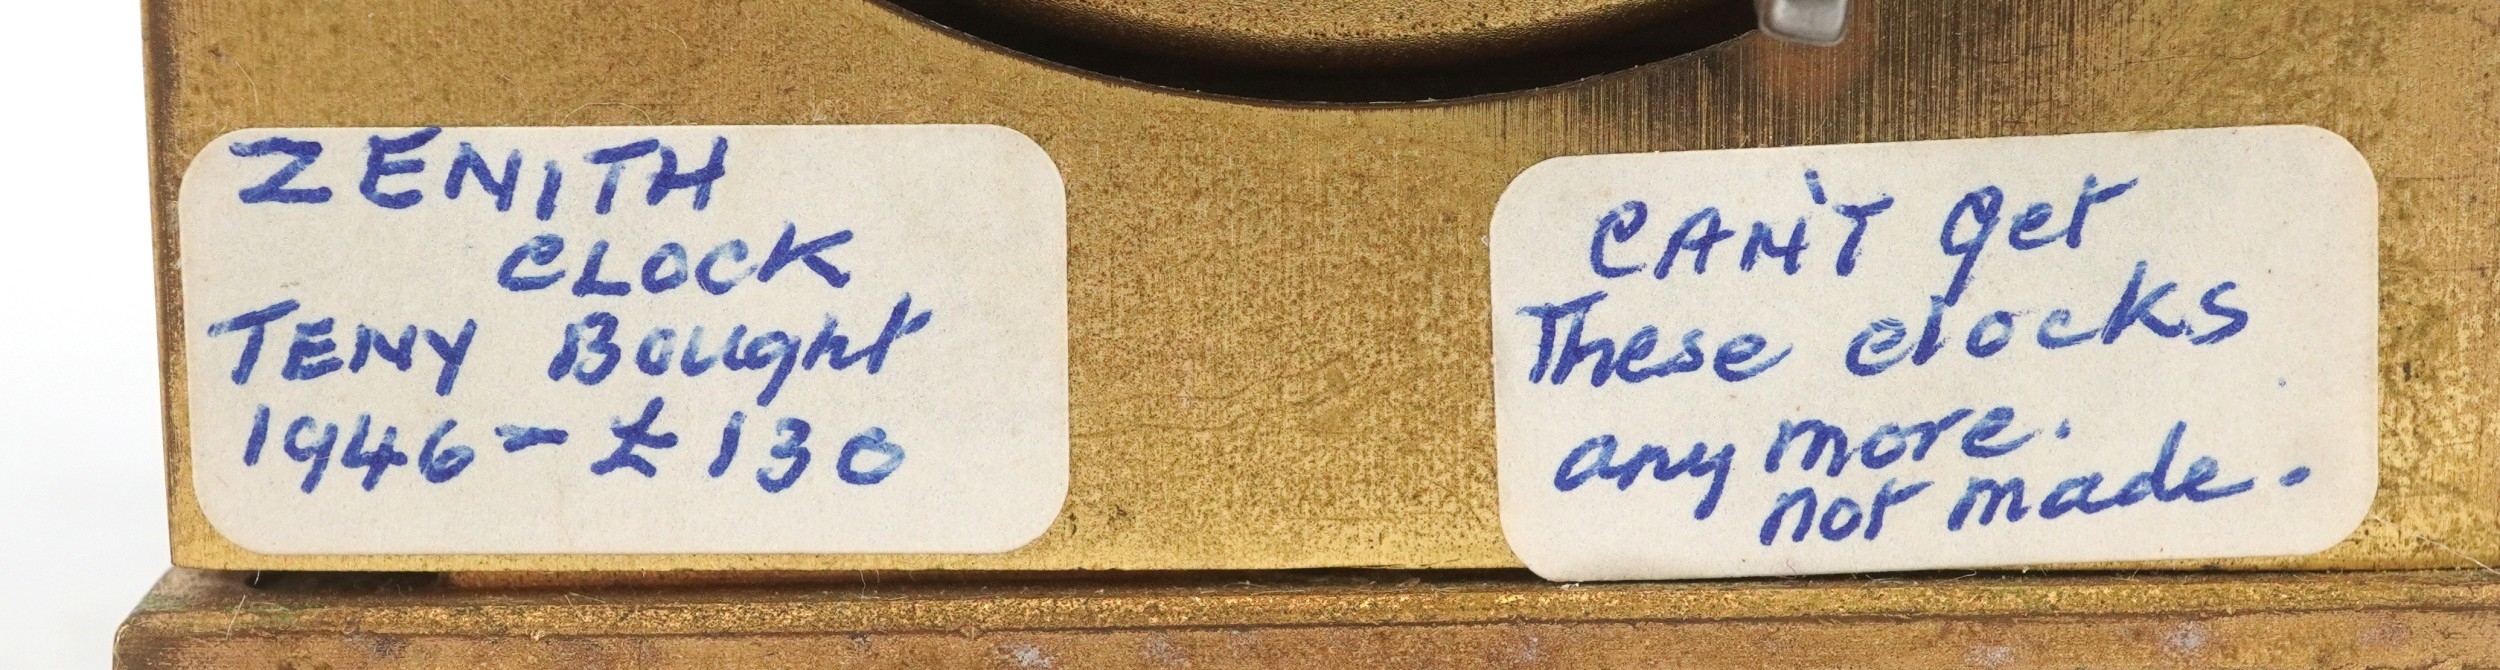 ZENITH
CLOCK
TENY Bought
1946 - £130
CAN'T get
These clocks
any more.
not made.